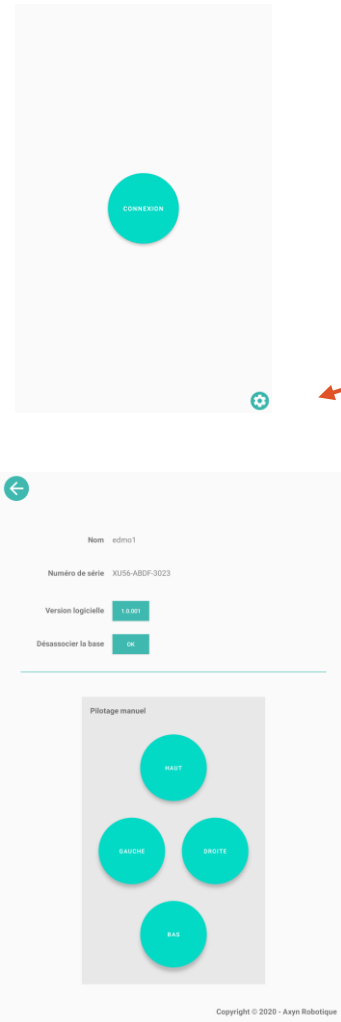 CONNEXION
Nom edmo1
Numéro de série XU56-ABDF-3023
Version logicielle 1.0.001
Désassocier la base OK
Pilotage manuel
HAUT
GAUCHE DROITE
BAS
Copyright © 2020 - Axyn Robotique